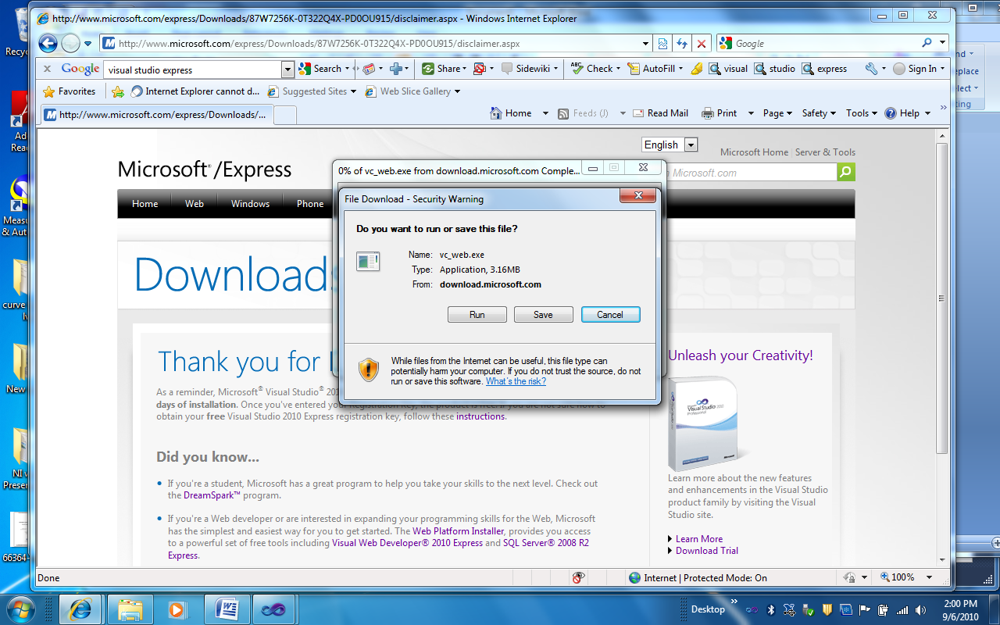 http://www.microsoft.com/express/Downloads/87W7256K-0T322Q4X-PD0OU915/disclaimer.aspx - Windows Internet Explorer
http://www.microsoft.com/express/Downloads/87W7256K-0T322Q4X-PD0OU915/disclaimer.aspx
Google
Google
visual studio express
Search
Share
Sidewiki
Check
AutoFill
visual
studio
express
Sign In
Favorites
Internet Explorer cannot d...
Suggested Sites
Web Slice Gallery
http://www.microsoft.com/express/Downloads/...
Home
Feeds (J)
Read Mail
Print
Page
Safety
Tools
Help
English
Microsoft Home
Server & Tools
Microsoft®/Express
Microsoft.com
Home
Web
Windows
Phone
0% of vc_web.exe from download.microsoft.com Comple...
File Download - Security Warning
Do you want to run or save this file?
Name: vc_web.exe
Type: Application, 3.16MB
From: download.microsoft.com
Run
Save
Cancel
While files from the Internet can be useful, this file type can
potentially harm your computer. If you do not trust the source, do not
run or save this software. What's the risk?
Downloads
Thank you for
As a reminder, Microsoft® Visual Studio® 20
days of installation. Once you've entered your Registration Key, the product is free. If you are not sure how to
obtain your free Visual Studio 2010 Express registration key, follow these instructions.
Did you know...
If you're a student, Microsoft has a great program to help you take your skills to the next level. Check out
the DreamSpark™ program.
If you're a Web developer or are interested in expanding your programming skills for the Web, Microsoft
has the simplest and easiest way for you to get started. The Web Platform Installer, provides you access
to a powerful set of free tools including Visual Web Developer® 2010 Express and SQL Server® 2008 R2
Express.
Unleash your Creativity!
Visual Studio 2010
Professional
Microsoft
Learn more about the new features
and enhancements in the Visual Studio
product family by visiting the Visual
Studio site.
Learn More
Download Trial
Done
Internet | Protected Mode: On
100%
Recyc
Ad
Rea
Measu
& Aut
curve
New
NI w
Presen
66364-
Desktop
2:00 PM
9/6/2010